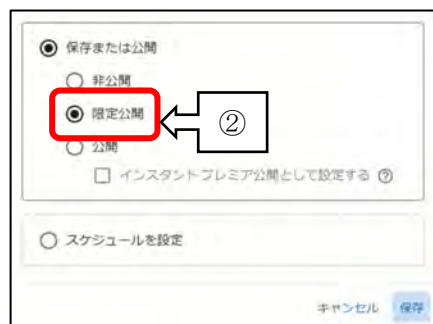 保存または公開
非公開
限定公開
②
公開
インスタントプレミア公開として設定する
スケジュールを設定
キャンセル 保存